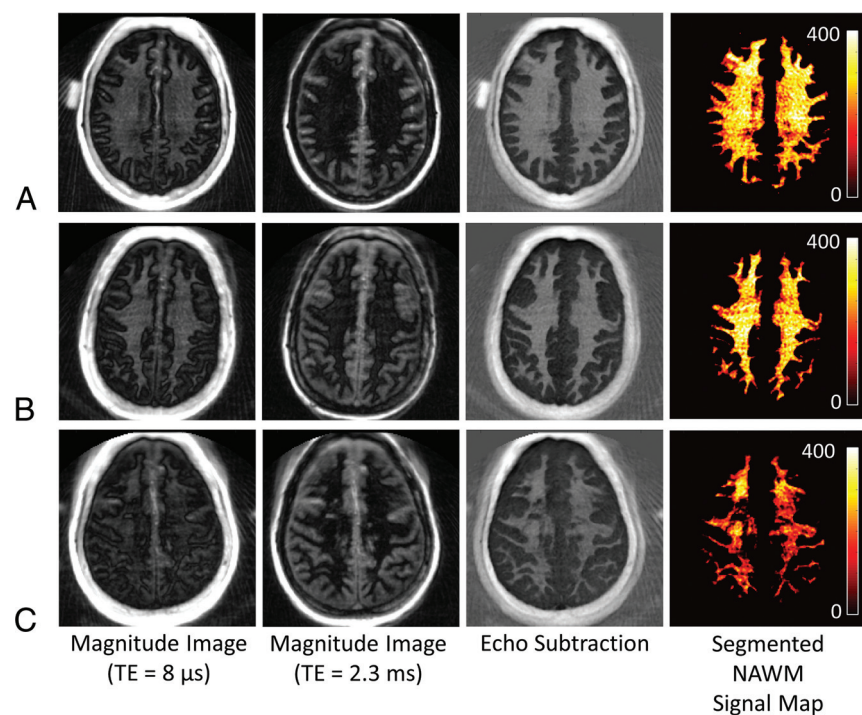 400
0
A
400
0
B
400
0
C
Magnitude Image
(TE = 8 µs)
Magnitude Image
(TE = 2.3 ms)
Echo Subtraction
Segmented
NAWM
Signal Map